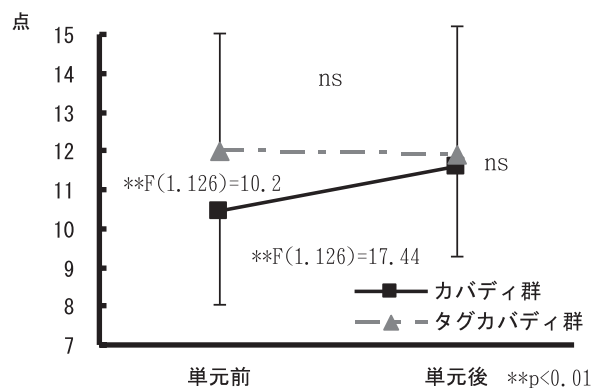 点
15
14
13
12
11
10
9
8
7
ns
ns
**F(1.126)=10.2
**F(1.126)=17.44
カバディ群
タグカバディ群
単元前
単元後
**p<0.01